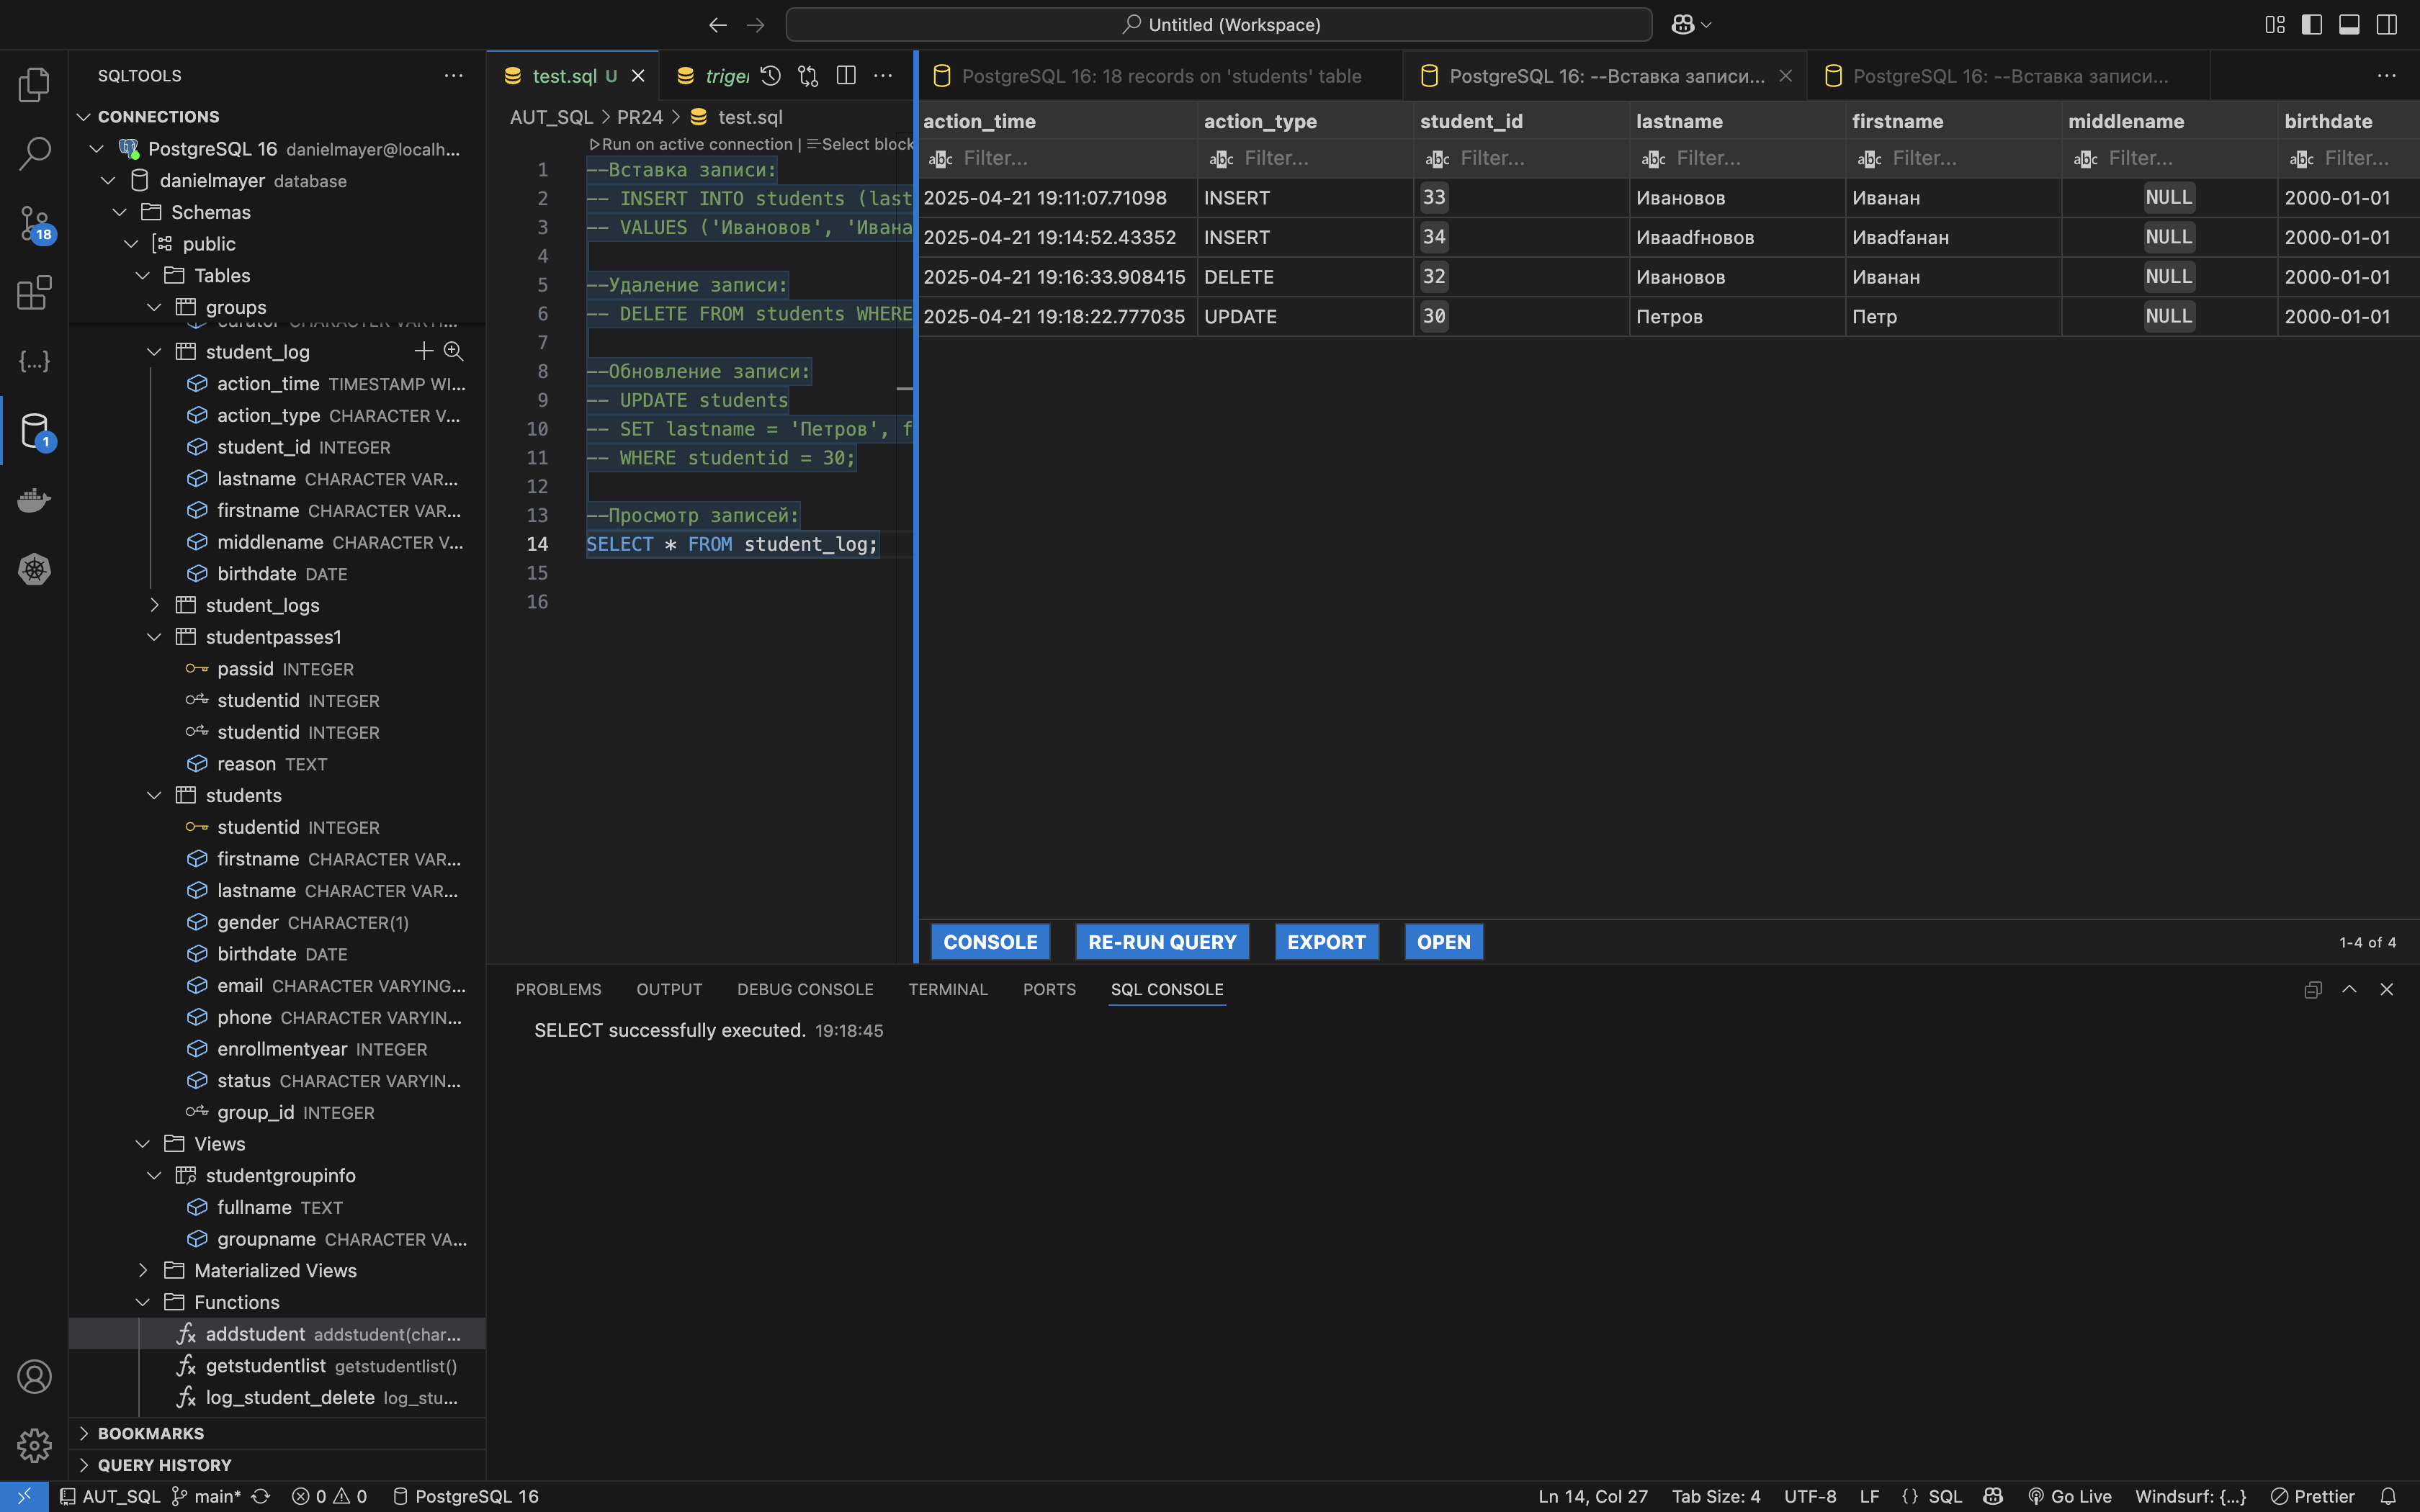 Untitled (Workspace)
SQLTOOLS
CONNECTIONS
PostgreSQL 16 danielmayer@localh...
danielmayer database
Schemas
public
Tables
groups
student_log
action_time TIMESTAMP WI...
action_type CHARACTER V...
student_id INTEGER
lastname CHARACTER VAR...
firstname CHARACTER VAR...
middlename CHARACTER V...
birthdate DATE
student_logs
studentpasses1
passid INTEGER
studentid INTEGER
studentid INTEGER
reason TEXT
students
studentid INTEGER
firstname CHARACTER VAR...
lastname CHARACTER VAR...
gender CHARACTER(1)
birthdate DATE
email CHARACTER VARYING...
phone CHARACTER VARYIN...
enrollmentyear INTEGER
status CHARACTER VARYIN...
group_id INTEGER
Views
studentgroupinfo
fullname TEXT
groupname CHARACTER VA...
Materialized Views
Functions
addstudent addstudent(char...
getstudentlist getstudentlist()
log_student_delete log_stu...
BOOKMARKS
QUERY HISTORY
18
1
test.sql U
triger
AUT_SQL > PR24 > test.sql
Run on active connection | Select block
1 --Вставка записи:
2 -- INSERT INTO students (last
3 -- VALUES ('Ивановов', 'Ивана
4
5 --Удаление записи:
6 -- DELETE FROM students WHERE
7
8 --Обновление записи:
9 -- UPDATE students
10 -- SET lastname = 'Петров', f
11 -- WHERE studentid = 30;
12
13 --Просмотр записей:
14 SELECT * FROM student_log;
15
16
PostgreSQL 16: 18 records on 'students' table
PostgreSQL 16: --Вставка записи...
PostgreSQL 16: --Вставка записи...
action_time action_type student_id lastname firstname middlename birthdate
abc Filter... abc Filter... abc Filter... abc Filter... abc Filter... abc Filter... abc Filter...
2025-04-21 19:11:07.71098 INSERT 33 Ивановов Иванан NULL 2000-01-01
2025-04-21 19:14:52.43352 INSERT 34 Иваadfновов Ивadfанан NULL 2000-01-01
2025-04-21 19:16:33.908415 DELETE 32 Ивановов Иванан NULL 2000-01-01
2025-04-21 19:18:22.777035 UPDATE 30 Петров Петр NULL 2000-01-01
CONSOLE RE-RUN QUERY EXPORT OPEN 1-4 of 4
PROBLEMS OUTPUT DEBUG CONSOLE TERMINAL PORTS SQL CONSOLE
SELECT successfully executed. 19:18:45
AUT_SQL main* 0 0 PostgreSQL 16 Ln 14, Col 27 Tab Size: 4 UTF-8 LF {} SQL Go Live Windsurf: {...} Prettier